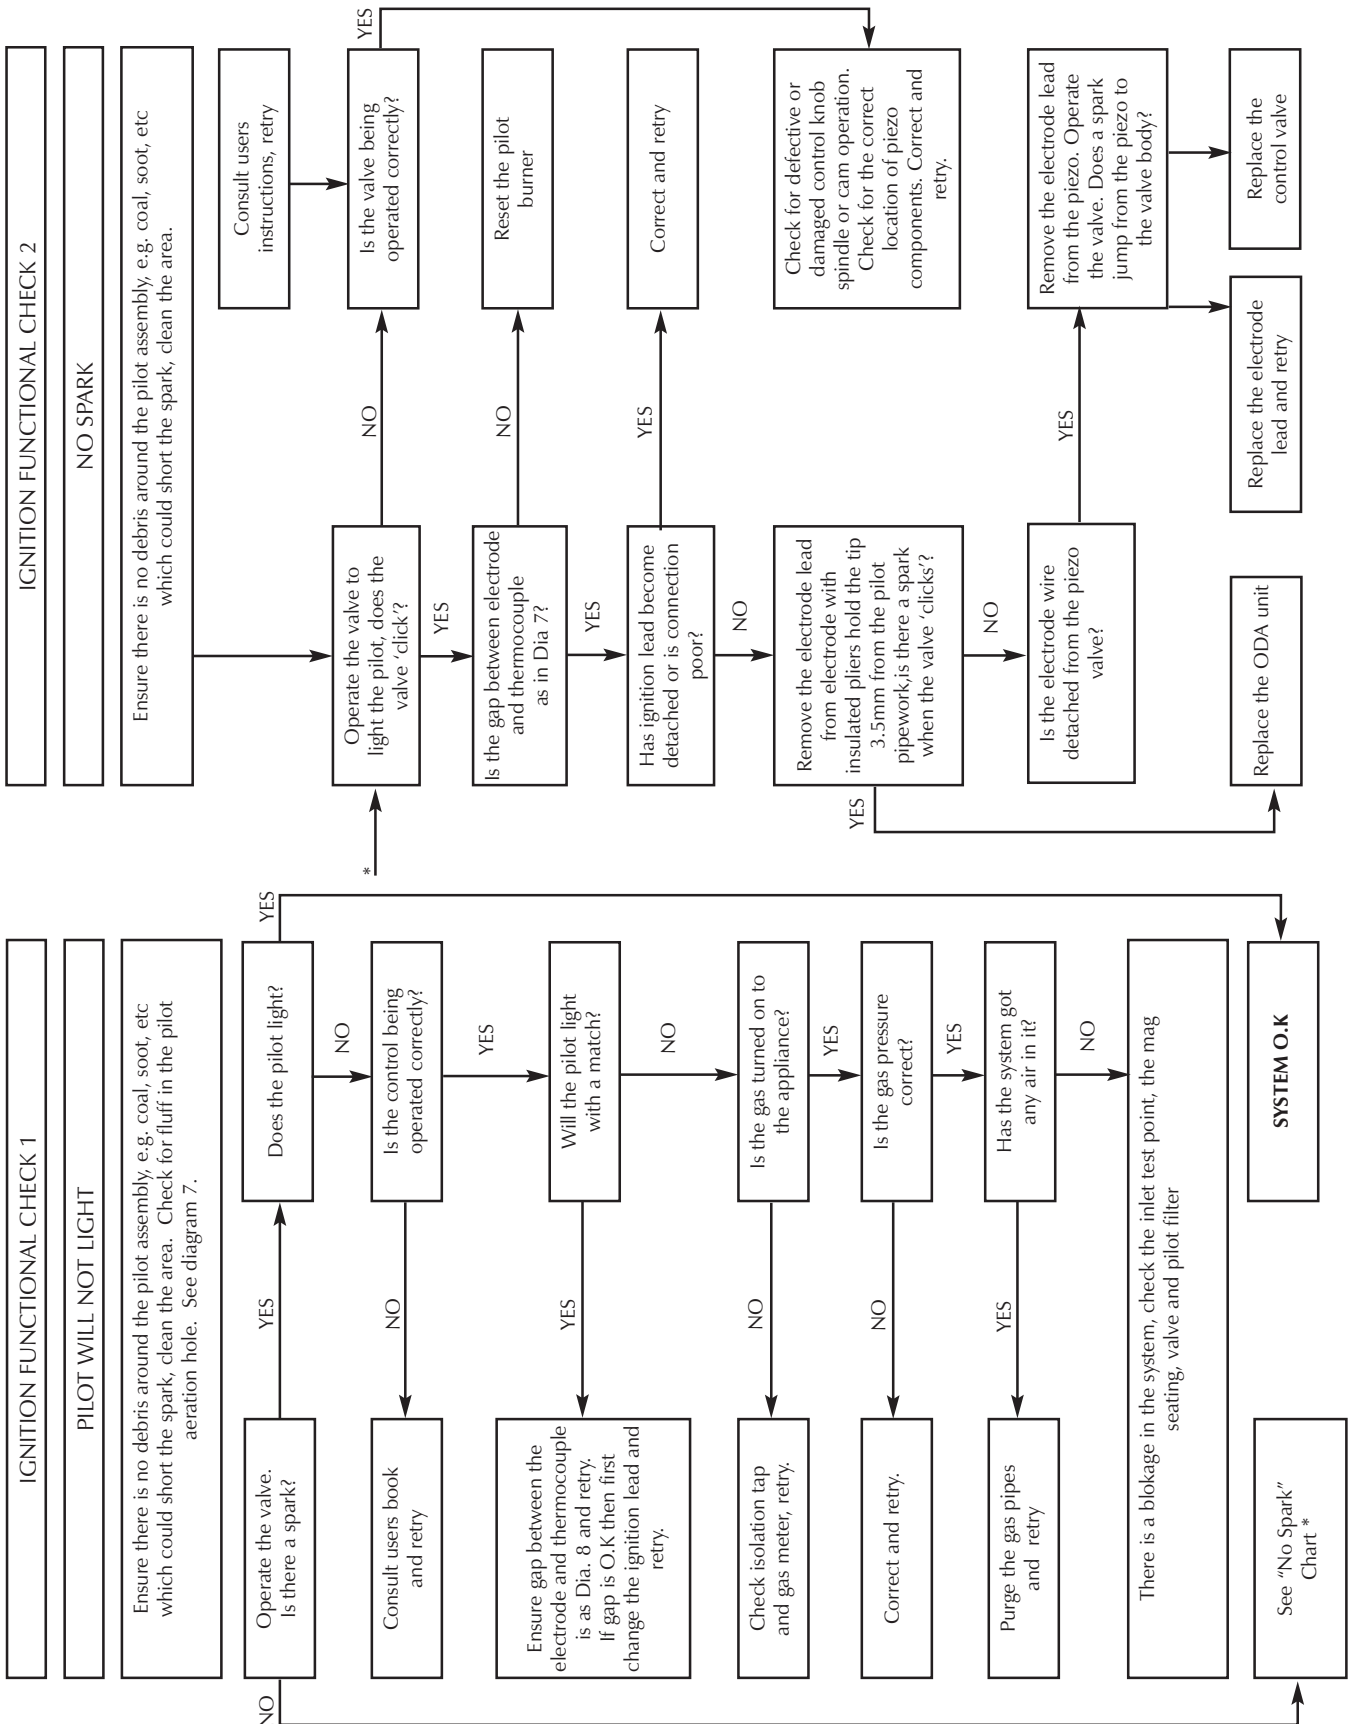 IGNITION FUNCTIONAL CHECK 1
PILOT WILL NOT LIGHT
Ensure there is no debris around the pilot assembly, e.g. coal, soot, etc
which could short the spark, clean the area. Check for fluff in the pilot
aeration hole. See diagram 7.
Operate the valve.
Is there a spark?
YES
NO
Does the pilot light?
YES
NO
Is the control being
operated correctly?
NO
Consult users book
and retry
YES
Will the pilot light
with a match?
YES
Ensure gap between the
electrode and thermocouple
is as Dia. 8 and retry.
If gap is O.K then first
change the ignition lead and
retry.
NO
Is the gas turned on to
the appliance?
NO
Check isolation tap
and gas meter, retry.
YES
Is the gas pressure
correct?
NO
Correct and retry.
YES
Has the system got
any air in it?
YES
Purge the gas pipes
and retry
NO
There is a blokage in the system, check the inlet test point, the mag
seating, valve and pilot filter
See “No Spark”
Chart *
SYSTEM O.K
IGNITION FUNCTIONAL CHECK 2
NO SPARK
Ensure there is no debris around the pilot assembly, e.g. coal, soot, etc
which could short the spark, clean the area.
*
Operate the valve to
light the pilot, does the
valve ‘click’?
NO
Consult users
instructions, retry
Is the valve being
operated correctly?
YES
YES
Is the gap between electrode
and thermocouple
as in Dia 7?
NO
Reset the pilot
burner
YES
Has ignition lead become
detached or is connection
poor?
YES
Correct and retry
NO
Remove the electrode lead
from electrode with
insulated pliers hold the tip
3.5mm from the pilot
pipework,is there a spark
when the valve ‘clicks’?
YES
Check for defective or
damaged control knob
spindle or cam operation.
Check for the correct
location of piezo
components. Correct and
retry.
NO
Is the electrode wire
detached from the piezo
valve?
YES
Remove the electrode lead
from the piezo. Operate
the valve. Does a spark
jump from the piezo to
the valve body?
Replace the ODA unit
Replace the electrode
lead and retry
Replace the
control valve